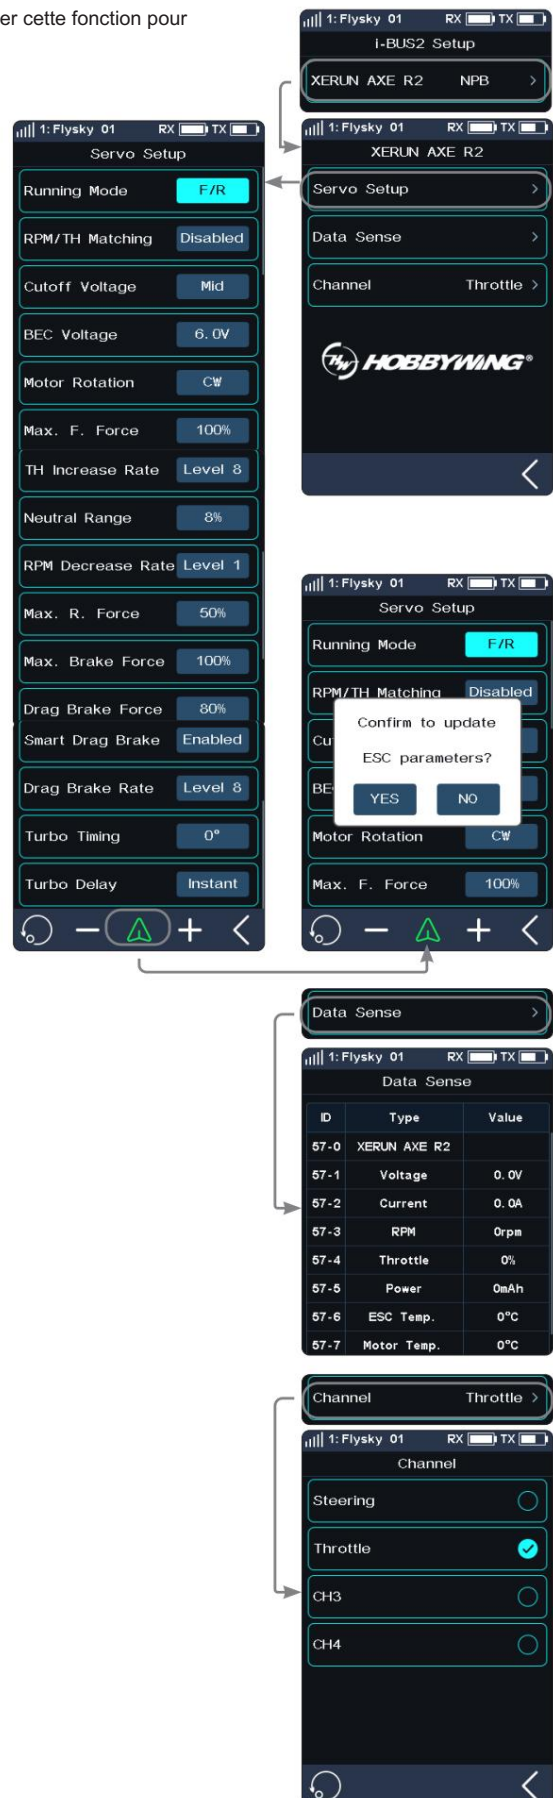 er cette fonction pour
1: Flysky 01 RX TX
i-BUS2 Setup
XERUN AXE R2 NPB >
1: Flysky 01 RX TX
XERUN AXE R2
Servo Setup >
Data Sense >
Channel Throttle >
HW HOBBYWING®
1: Flysky 01 RX TX
Servo Setup
Running Mode F/R
RPM/TH Matching Disabled
Cutoff Voltage Mid
BEC Voltage 6.0V
Motor Rotation CW
Max. F. Force 100%
TH Increase Rate Level 8
Neutral Range 8%
RPM Decrease Rate Level 1
Max. R. Force 50%
Max. Brake Force 100%
Drag Brake Force 80%
Smart Drag Brake Enabled
Drag Brake Rate Level 8
Turbo Timing 0°
Turbo Delay Instant
1: Flysky 01 RX TX
Servo Setup
Running Mode F/R
RPM/TH Matching Disabled
Cu
Confirm to update
ESC parameters?
BE
YES NO
Motor Rotation CW
Max. F. Force 100%
Data Sense >
1: Flysky 01 RX TX
Data Sense
ID Type Value
57-0 XERUN AXE R2
57-1 Voltage 0.0V
57-2 Current 0.0A
57-3 RPM 0rpm
57-4 Throttle 0%
57-5 Power 0mAh
57-6 ESC Temp. 0°C
57-7 Motor Temp. 0°C
Channel Throttle >
1: Flysky 01 RX TX
Channel
Steering
Throttle
CH3
CH4